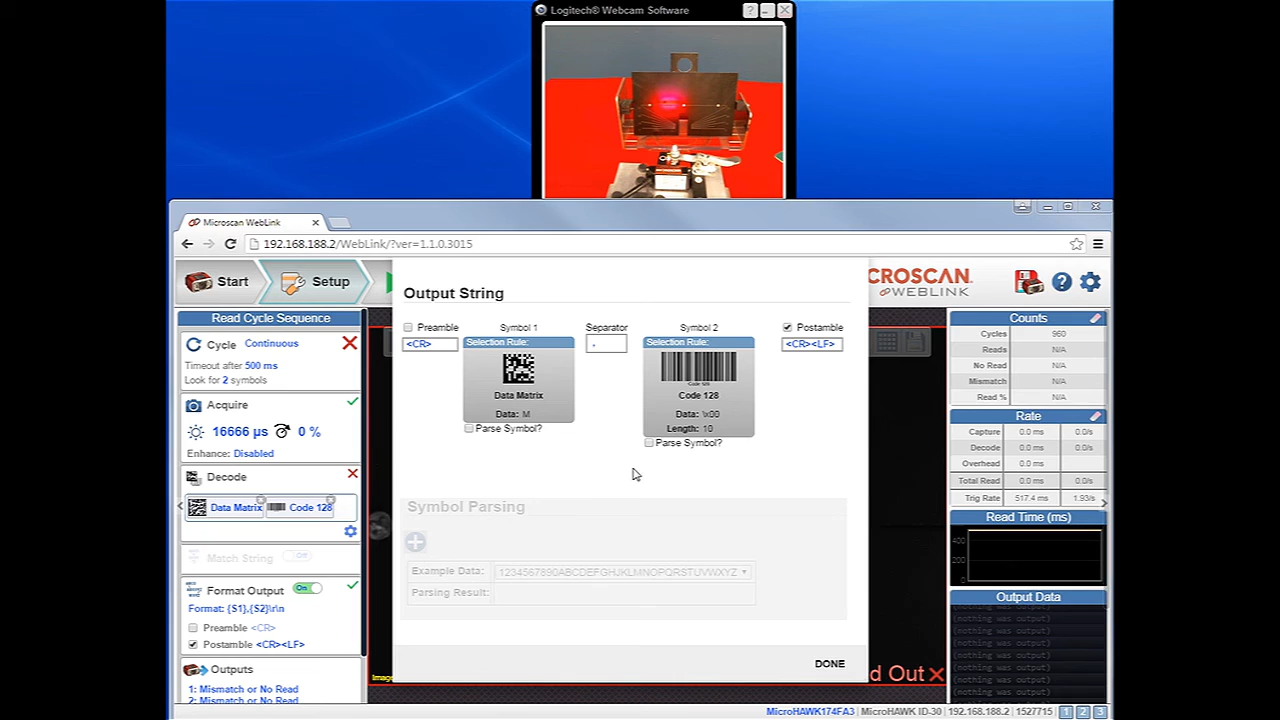 Logitech® Webcam Software
Microscan WebLink
192.168.188.2/WebLink/?ver=1.1.0.3015
Start
Setup
CROSCAN
WEBLINK
Read Cycle Sequence
Cycle Continuous
Timeout after 500 ms
Look for 2 symbols
Acquire
16666 µs 0 %
Enhance: Disabled
Decode
Data Matrix Code 128
Match String Off
Format Output On
Format: {S1},{S2}\r\n
Preamble <CR>
Postamble <CR><LF>
Outputs
1: Mismatch or No Read
2: Mismatch or No Read
Output String
Preamble Symbol 1 Separator Symbol 2 Postamble
<CR> Selection Rule: , Selection Rule: <CR><LF>
Code 128
Data Matrix Code 128
Data: M Data: \x00
Length: 10
Parse Symbol? Parse Symbol?
Symbol Parsing
Example Data: 1234567890ABCDEFGHJKLMNOPQRSTUVWXYZ
Parsing Result:
DONE
d Out
Counts
Cycles 960
Reads N/A
No Read N/A
Mismatch N/A
Read % N/A
Rate
Capture 0.0 ms 0.0/s
Decode 0.0 ms 0.0/s
Overhead 0.0 ms
Total Read 0.0 ms 0.0/s
Trig Rate 517.4 ms 1.93/s
Read Time (ms)
400
200
0
Output Data
(nothing was output)
(nothing was output)
(nothing was output)
(nothing was output)
(nothing was output)
(nothing was output)
(nothing was output)
(nothing was output)
MicroHAWK174FA3 MicroHAWK ID-30 192.168.188.2 1527715 1 2 3